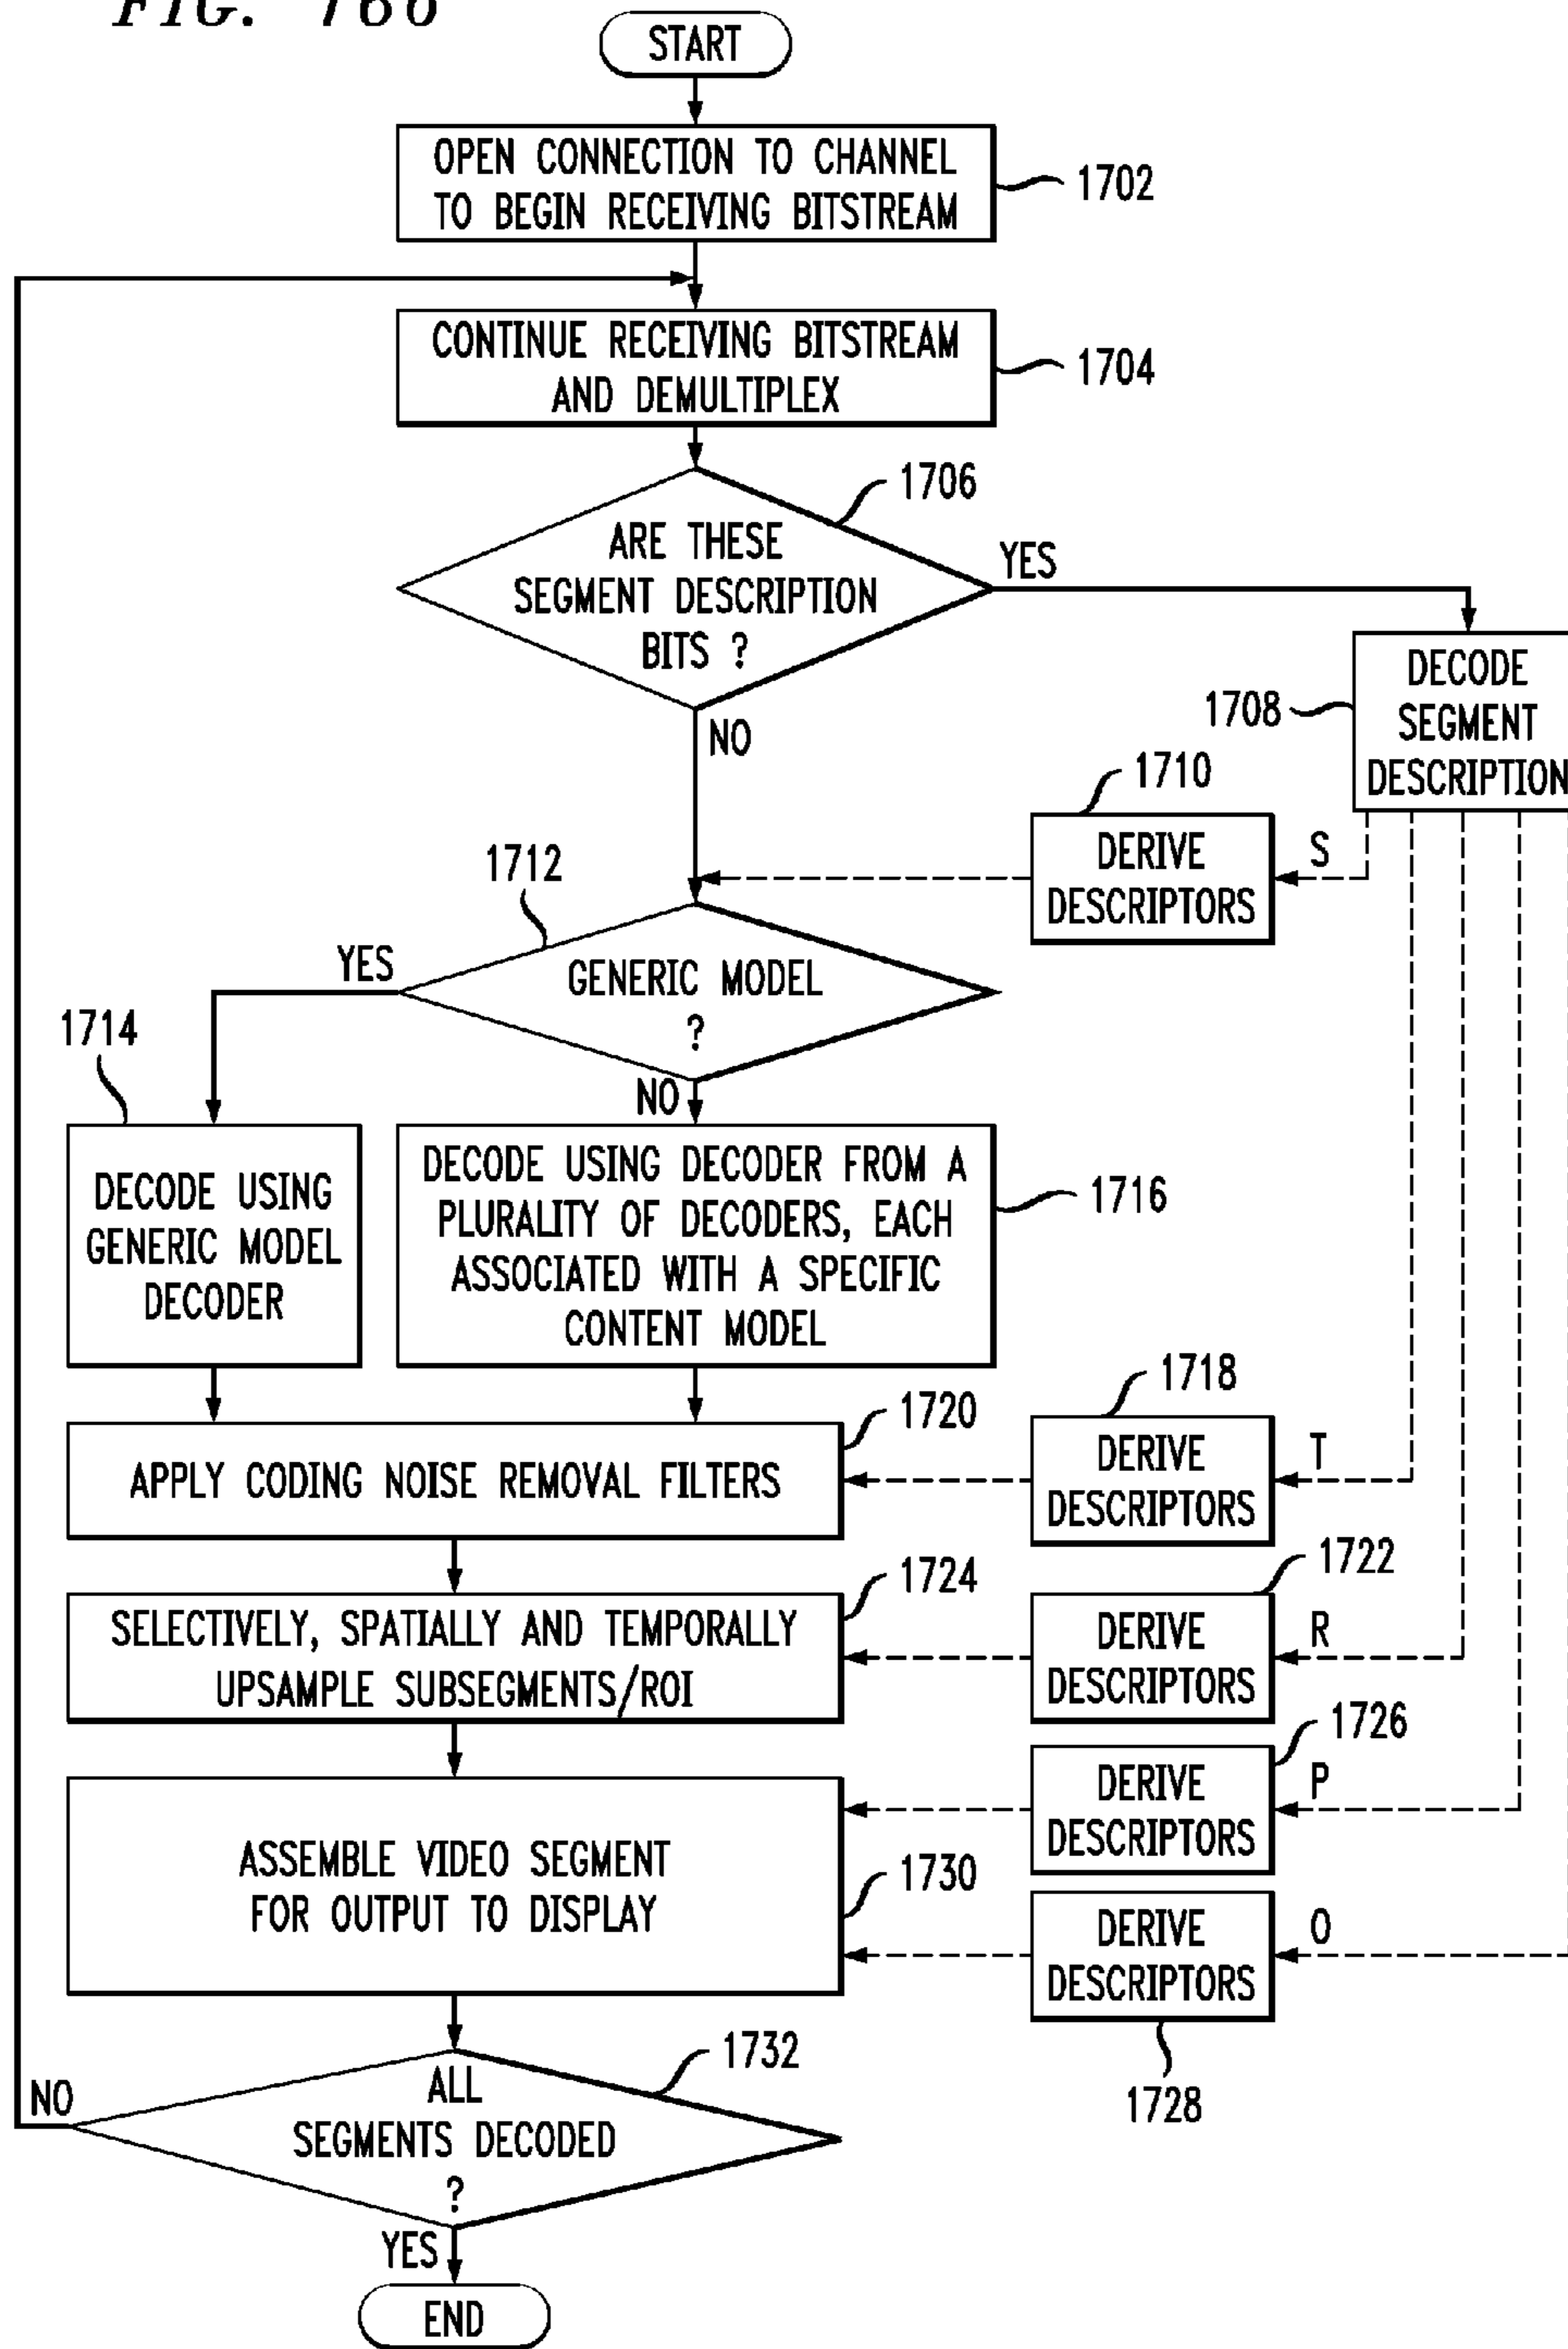 FIG.
START
OPEN CONNECTION TO CHANNEL
TO BEGIN RECEIVING BITSTREAM
1702
CONTINUE RECEIVING BITSTREAM
AND DEMULTIPLEX
1704
1706
ARE THESE
SEGMENT DESCRIPTION
BITS ?
YES
NO
1708
DECODE
SEGMENT
DESCRIPTION
1710
DERIVE
DESCRIPTORS
S
1712
YES
GENERIC MODEL
?
NO
1714
DECODE USING
GENERIC MODEL
DECODER
DECODE USING DECODER FROM A
PLURALITY OF DECODERS, EACH
ASSOCIATED WITH A SPECIFIC
CONTENT MODEL
1716
1718
1720
APPLY CODING NOISE REMOVAL FILTERS
DERIVE
DESCRIPTORS
T
1722
1724
SELECTIVELY, SPATIALLY AND TEMPORALLY
UPSAMPLE SUBSEGMENTS/ROI
DERIVE
DESCRIPTORS
R
1726
DERIVE
DESCRIPTORS
P
ASSEMBLE VIDEO SEGMENT
FOR OUTPUT TO DISPLAY
1730
DERIVE
DESCRIPTORS
O
1728
1732
NO
ALL
SEGMENTS DECODED
?
YES
END